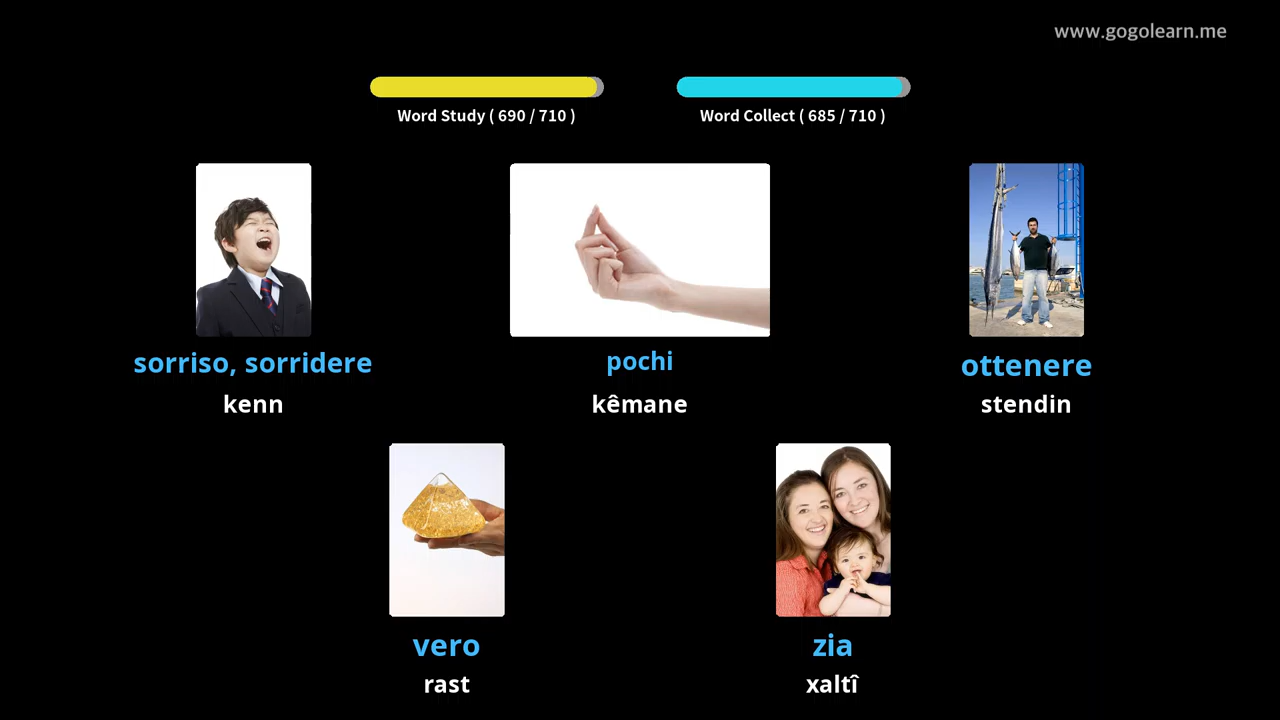 www.gogolearn.me
Word Study ( 690 / 710 )
Word Collect ( 685 / 710 )
sorriso, sorridere
kenn
pochi
kêmane
ottenere
stendin
vero
rast
zia
xaltî